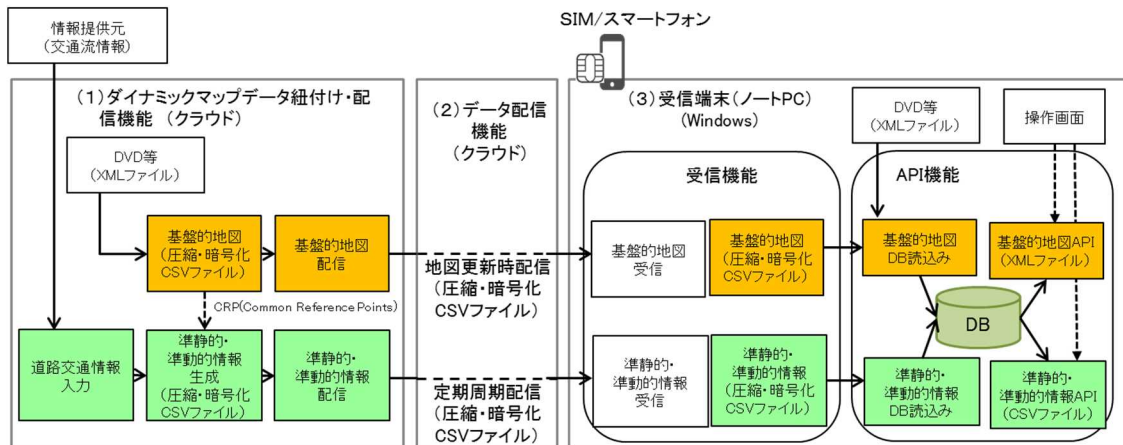 情報提供元
(交通流情報)
SIM/スマートフォン
(1)ダイナミックマップデータ紐付け・配
信機能 (クラウド)
DVD等
(XMLファイル)
基盤的地図
(圧縮・暗号化
CSVファイル)
基盤的地図
配信
CRP(Common Reference Points)
道路交通情報
入力
準静的・
準動的情報
生成
(圧縮・暗号化
CSVファイル)
準静的・
準動的情報
配信
(2)データ配信
機能
(クラウド)
地図更新時配信
(圧縮・暗号化
CSVファイル)
定期周期配信
(圧縮・暗号化
CSVファイル)
(3)受信端末(ノートPC)
(Windows)
受信機能
基盤的地図
受信
基盤的地図
(圧縮・暗号化
CSVファイル)
準静的・
準動的情報
受信
準静的・
準動的情報
(圧縮・暗号化
CSVファイル)
DVD等
(XMLファイル)
操作画面
API機能
基盤的地図
DB読込み
基盤的地図API
(XMLファイル)
DB
準静的・
準動的情報
DB読込み
準静的・
準動的情報API
(CSVファイル)